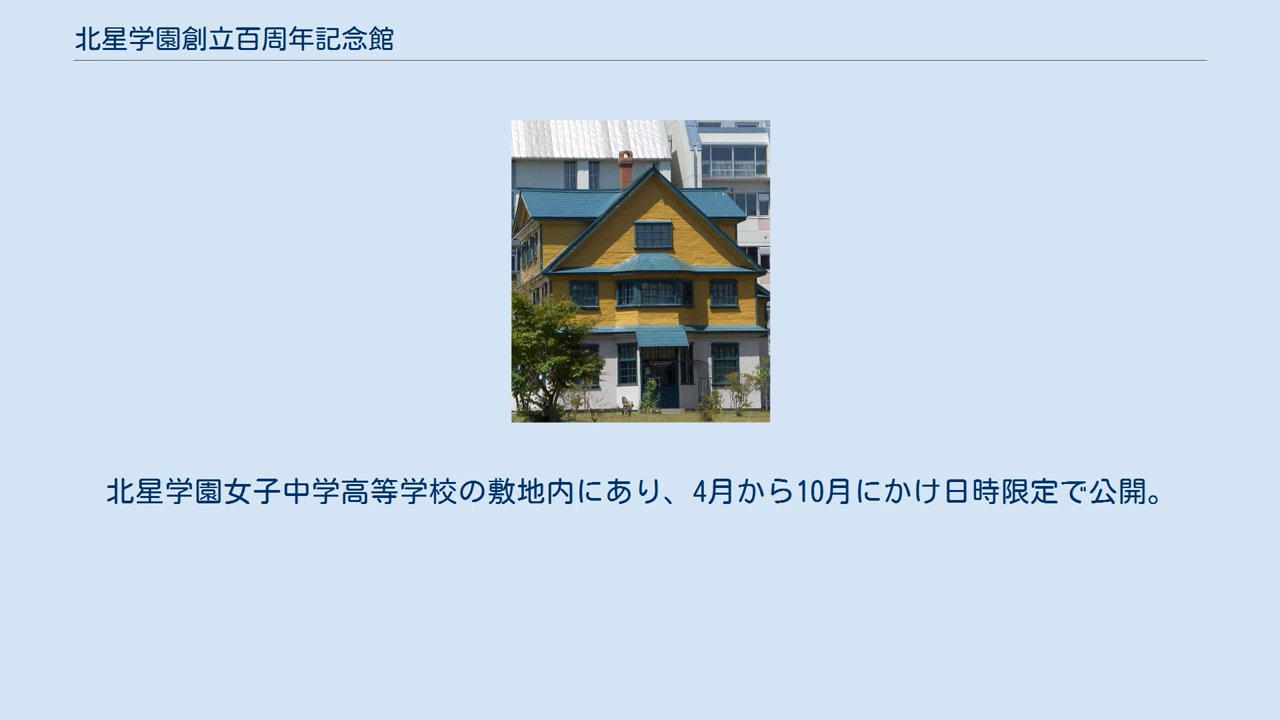 北星学園創立百周年記念館
北星学園女子中学高等学校の敷地内にあり、4月から10月にかけ日時限定で公開。